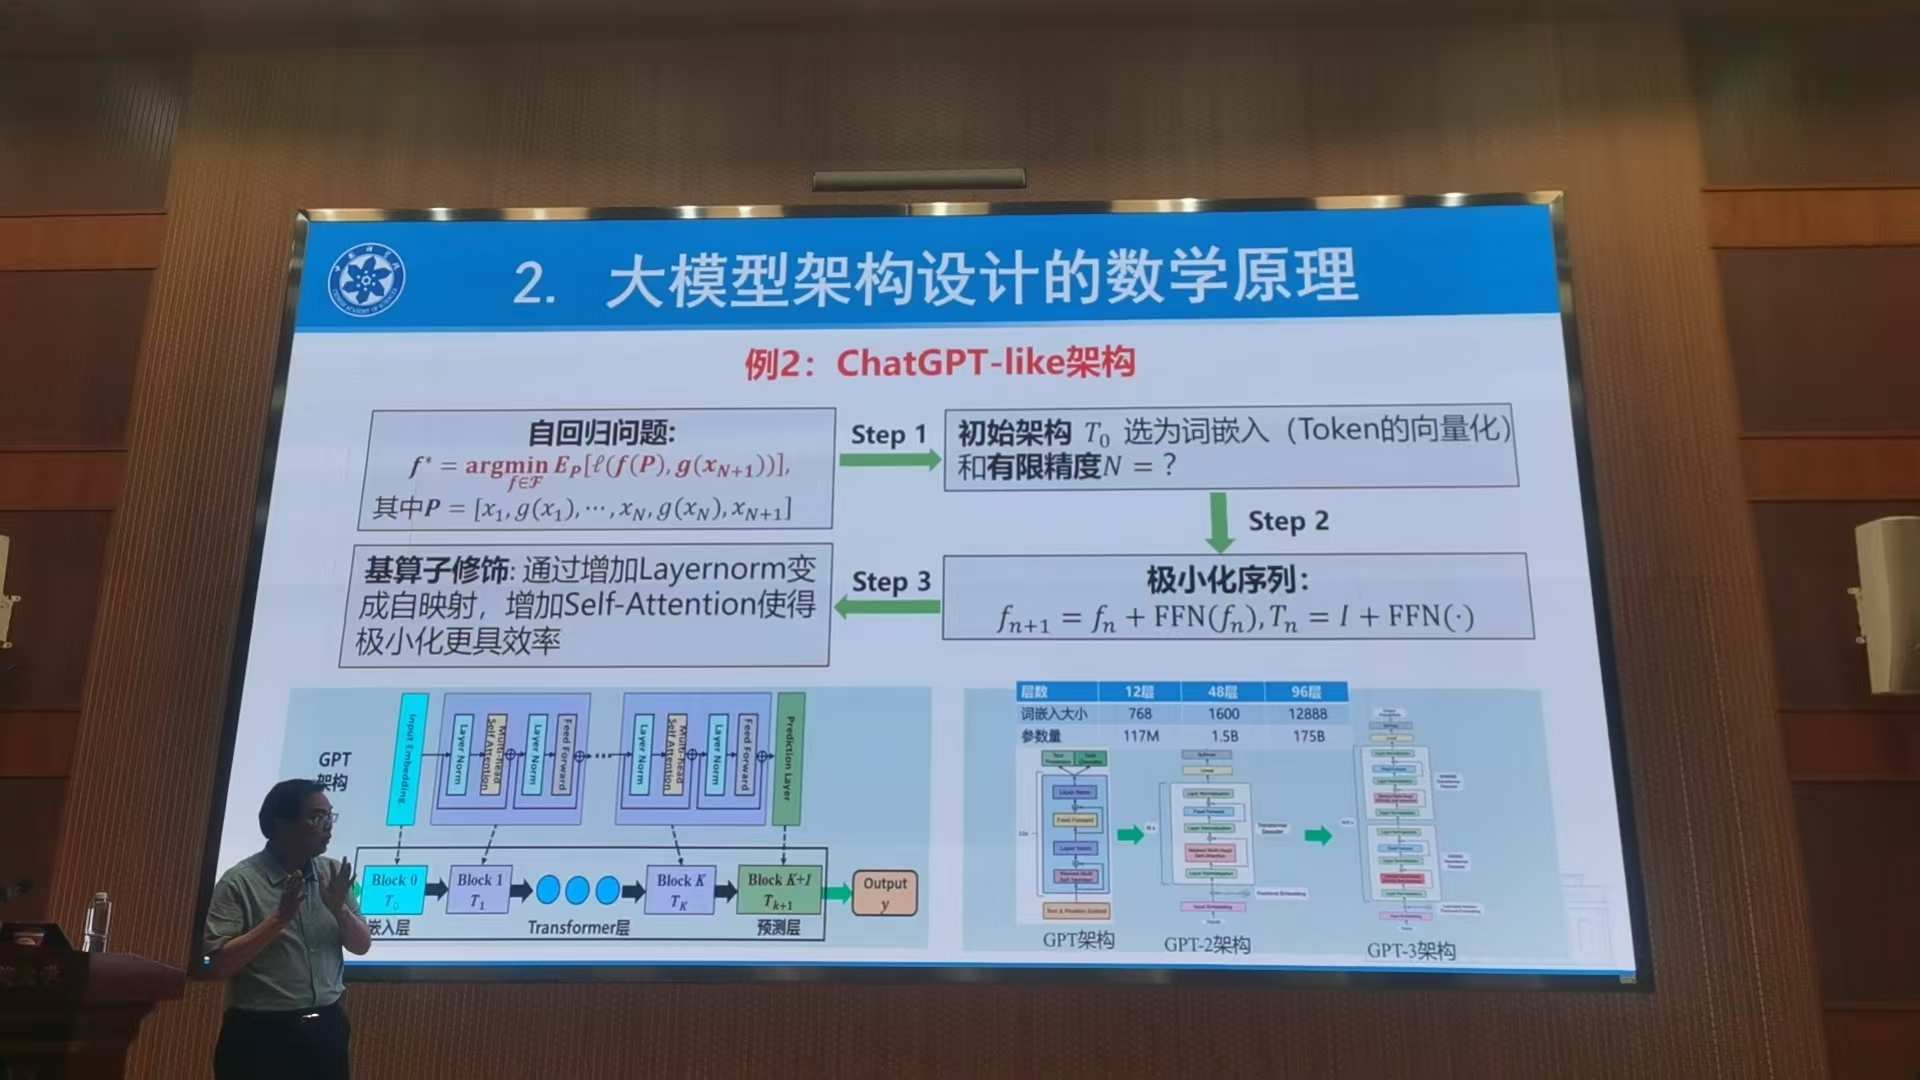 2. 大模型架构设计的数学原理
例2：ChatGPT-like架构
自回归问题:
f* = argmin E_P[ℓ(f(P), g(x_{N+1}))],
f∈𝓕
其中P = [x_1, g(x_1), ⋯, x_N, g(x_N), x_{N+1}]
Step 1
初始架构 T_0 选为词嵌入（Token的向量化）
和有限精度N = ？
Step 2
极小化序列：
f_{n+1} = f_n + FFN(f_n), T_n = I + FFN(·)
Step 3
基算子修饰: 通过增加Layernorm变
成自映射，增加Self-Attention使得
极小化更具效率
GPT
架构
Input Embedding
Layer Norm
Multi-head
Self Attention
Layer Norm
Feed Forward
...
Layer Norm
Multi-head
Self Attention
Layer Norm
Feed Forward
Prediction Layer
Block 0
T_0
Block 1
T_1
Block K
T_K
Block K+1
T_{k+1}
Output
y
嵌入层
Transformer层
预测层
层数 12层 48层 96层
词嵌入大小 768 1600 12888
参数量 117M 1.5B 175B
Layer Norm
Feed Forward
Layer Norm
GPT架构
GPT-2架构
GPT-3架构